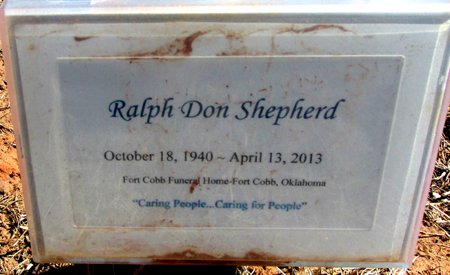 Ralph Don Shepherd
October 18, 1940 ~ April 13, 2013
Fort Cobb Funeral Home-Fort Cobb, Oklahoma
"Caring People...Caring for People"